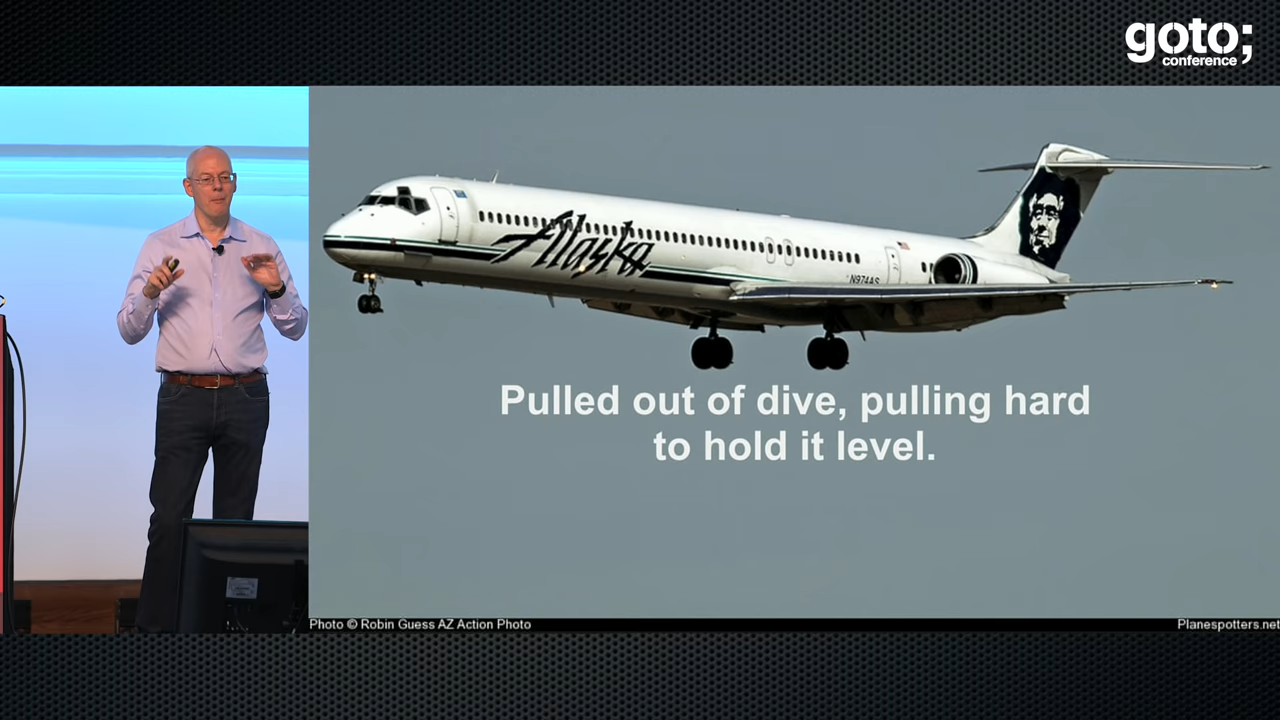 goto;
conference
Alaska
N974AS
Pulled out of dive, pulling hard
to hold it level.
Photo © Robin Guess AZ Action Photo
Planespotters.net